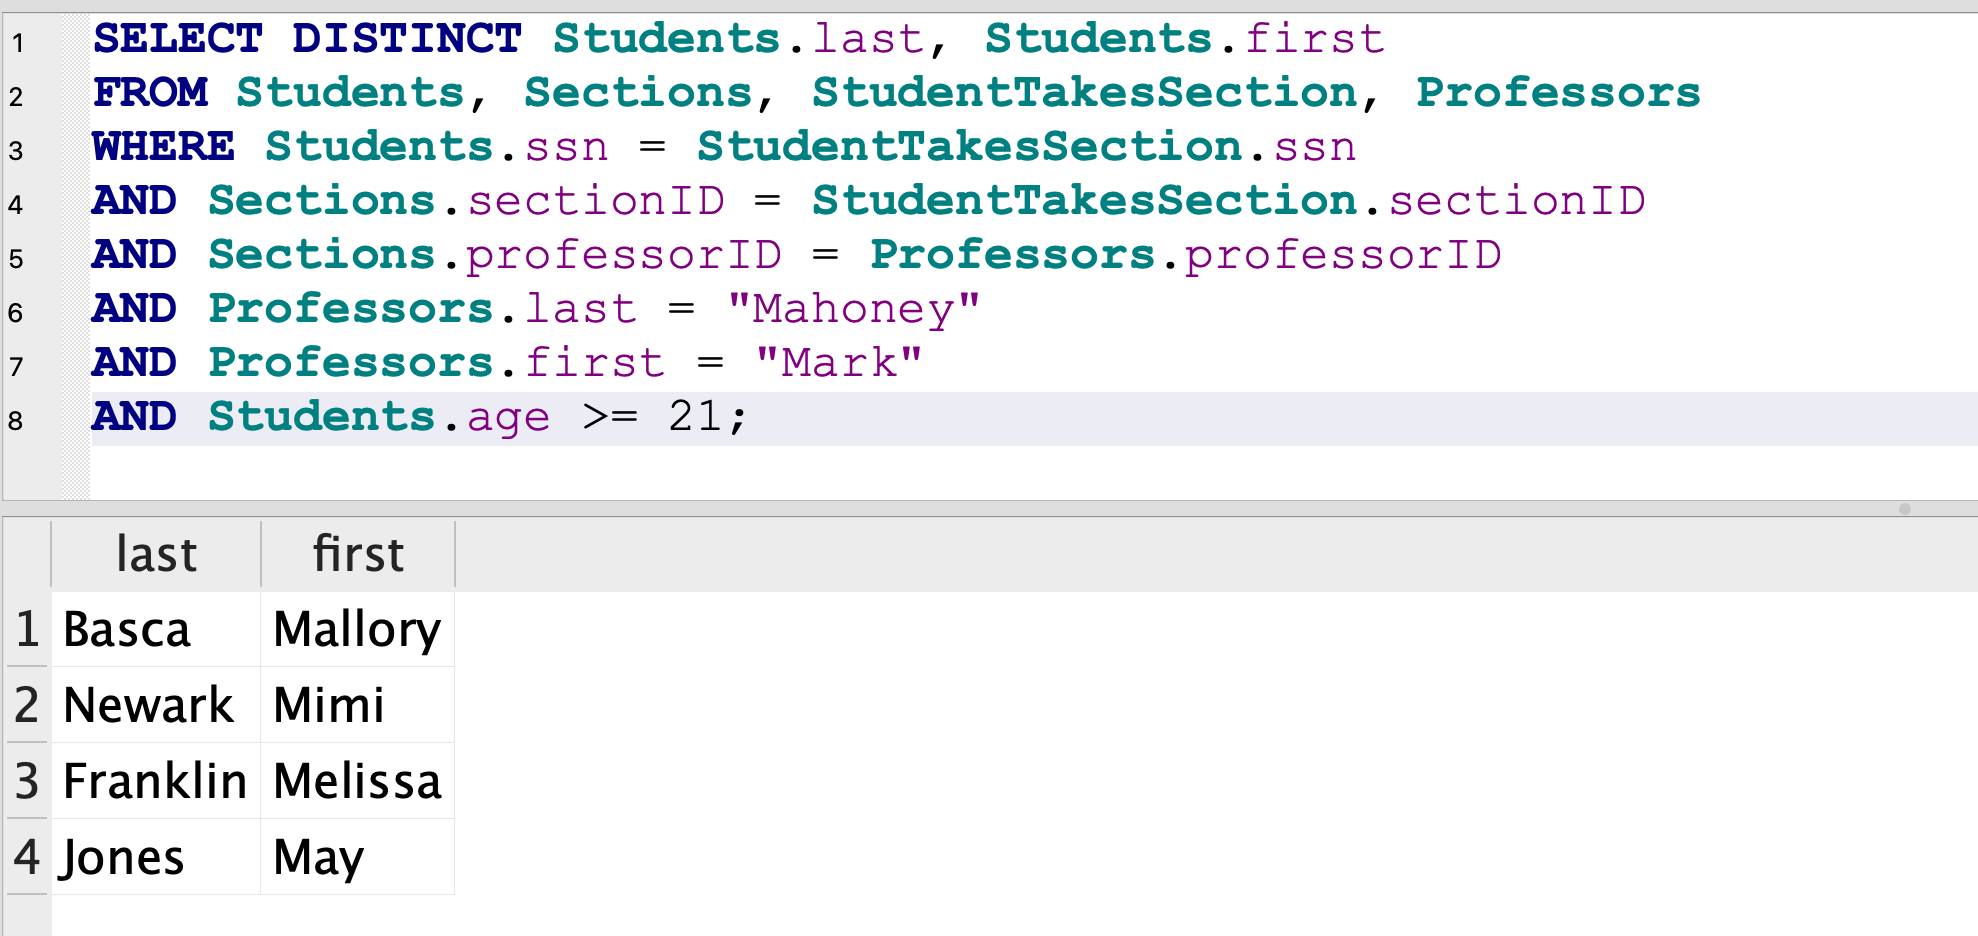 1 SELECT DISTINCT Students.last, Students.first
2 FROM Students, Sections, StudentTakesSection, Professors
3 WHERE Students.ssn = StudentTakesSection.ssn
4 AND Sections.sectionID = StudentTakesSection.sectionID
5 AND Sections.professorID = Professors.professorID
6 AND Professors.last = "Mahoney"
7 AND Professors.first = "Mark"
8 AND Students.age >= 21;
last first
1 Basca Mallory
2 Newark Mimi
3 Franklin Melissa
4 Jones May